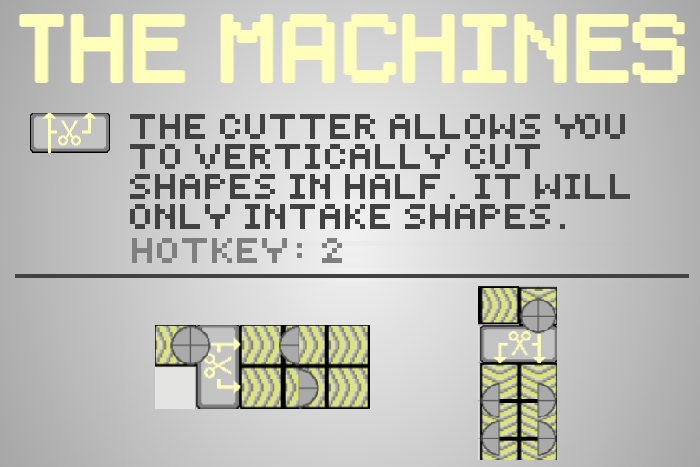 THE MACHINES
THE CUTTER ALLOWS YOU
TO VERTICALLY CUT
SHAPES IN HALF. IT WILL
ONLY INTAKE SHAPES.
HOTKEY: 2